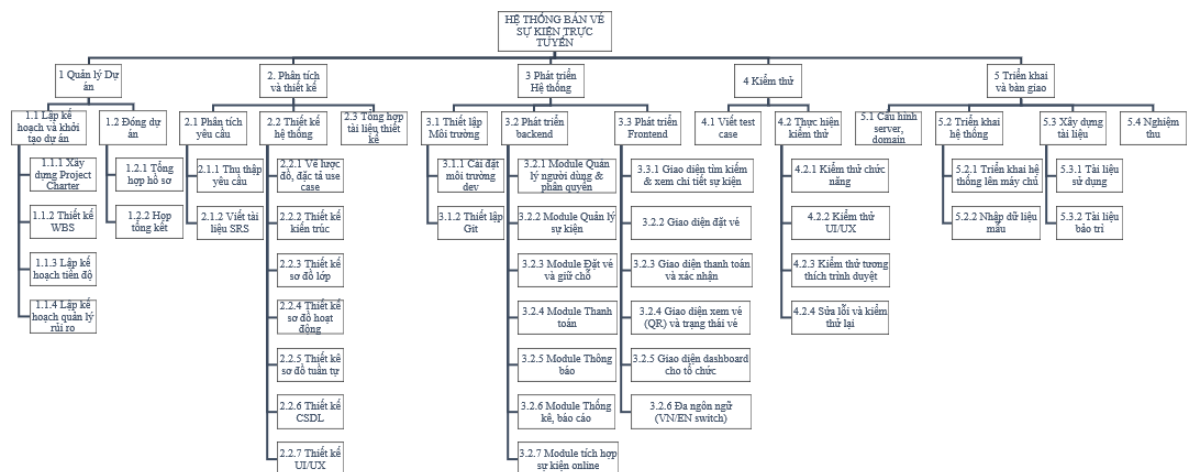 HỆ THỐNG BÁN VÉ
SỰ KIỆN TRỰC
TUYẾN
1 Quản lý Dự
án
2. Phân tích
và thiết kế
3 Phát triển
Hệ thống
4 Kiểm thử
5 Triển khai
và bàn giao
1.1 Lập kế
hoạch và khởi
tạo dự án
1.2 Đóng dự
án
2.1 Phân tích
yêu cầu
2.2 Thiết kế
hệ thống
2.3 Tổng hợp
tài liệu thiết
kế
3.1 Thiết lập
Môi trường
3.2 Phát triển
backend
3.3 Phát triển
Frontend
4.1 Viết test
case
4.2 Thực hiện
kiểm thử
5.1 Cấu hình
server,
domain
5.2 Triển khai
hệ thống
5.3 Xây dựng
tài liệu
5.4 Nghiệm
thu
1.1.1 Xây
dựng Project
Charter
1.1.2 Thiết kế
WBS
1.1.3 Lập kế
hoạch tiến độ
1.1.4 Lập kế
hoạch quản lý
rủi ro
1.2.1 Tổng
hợp hồ sơ
1.2.2 Họp
tổng kết
2.1.1 Thu thập
yêu cầu
2.1.2 Viết tài
liệu SRS
2.2.1 Vẽ lược
đồ, đặc tả use
case
2.2.2 Thiết kế
kiến trúc
2.2.3 Thiết kế
sơ đồ lớp
2.2.4 Thiết kế
sơ đồ hoạt
động
2.2.5 Thiết kế
sơ đồ tuần tự
2.2.6 Thiết kế
CSDL
2.2.7 Thiết kế
UI/UX
3.1.1 Cài đặt
môi trường
dev
3.1.2 Thiết lập
Git
3.2.1 Module Quản
lý người dùng &
phân quyền
3.2.2 Module Quản lý
sự kiện
3.2.3 Module Đặt vé
và giữ chỗ
3.2.4 Module Thanh
toán
3.2.5 Module Thông
báo
3.2.6 Module Thống
kê, báo cáo
3.2.7 Module tích hợp
sự kiện online
3.3.1 Giao diện tìm kiếm
& xem chi tiết sự kiện
3.2.2 Giao diện đặt vé
3.2.3 Giao diện thanh toán
và xác nhận
3.2.4 Giao diện xem vé
(QR) và trạng thái vé
3.2.5 Giao diện dashboard
cho tổ chức
3.2.6 Đa ngôn ngữ
(VN/EN switch)
4.2.1 Kiểm thử chức
năng
4.2.2 Kiểm thử
UI/UX
4.2.3 Kiểm thử tương
thích trình duyệt
4.2.4 Sửa lỗi và kiểm
thử lại
5.2.1 Triển khai hệ
thống lên máy chủ
5.2.2 Nhập dữ liệu
mẫu
5.3.1 Tài liệu
sử dụng
5.3.2 Tài liệu
bảo trì